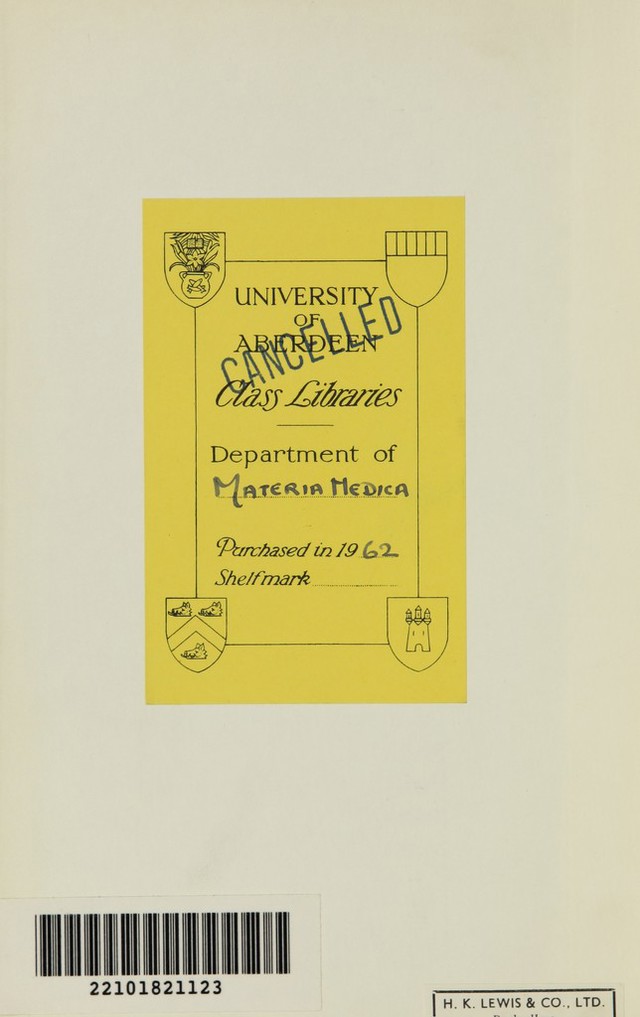 UNIVERSITY
OF
ABERDEEN
CANCELLED
Class Libraries
Department of
MATERIA MEDICA
Purchased in 1962
Shelfmark
22101821123
H. K. LEWIS & CO., LTD.